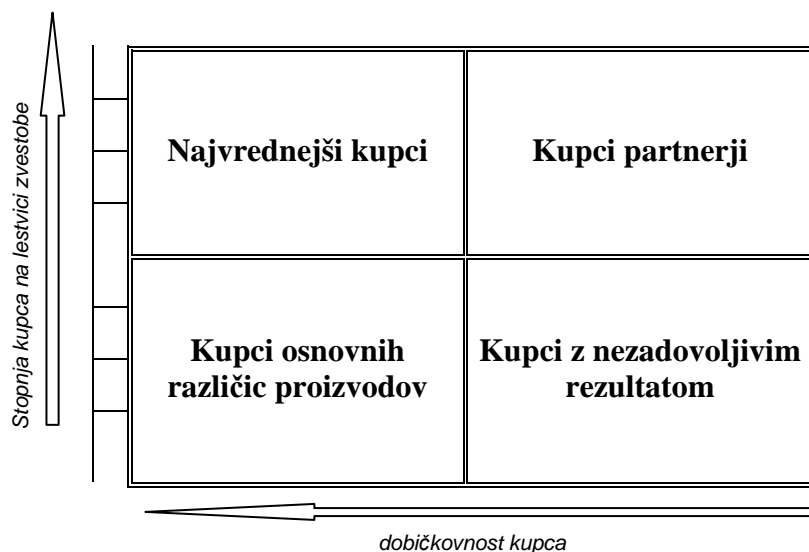 Stopnja kupca na lestvici zvestobe
Najvrednejši kupci
Kupci partnerji
Kupci osnovnih
različic proizvodov
Kupci z nezadovoljivim
rezultatom
dobičkovnost kupca